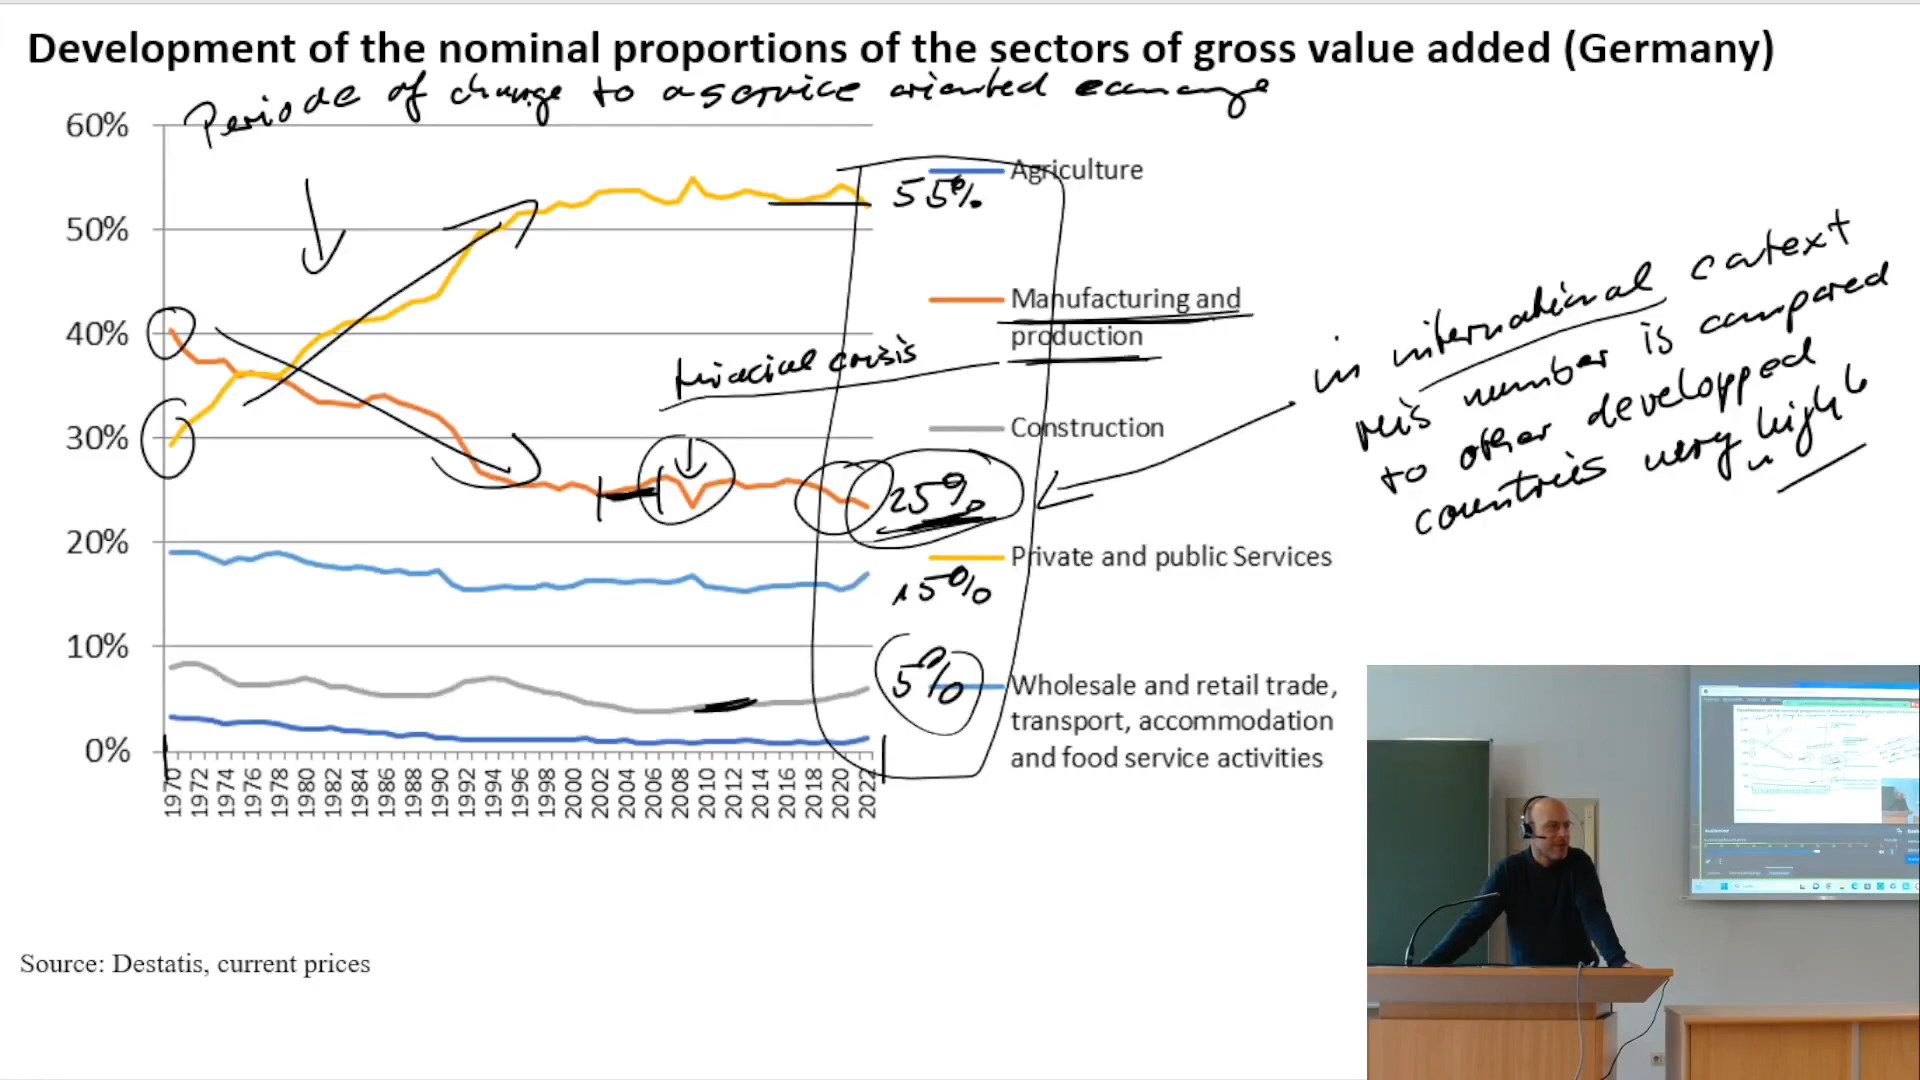 Development of the nominal proportions of the sectors of gross value added (Germany)
Periode of change to a service oriented
60%
50%
40%
30%
20%
10%
0%
1970
1972
1974
1976
1978
1980
1982
1984
1986
1988
1990
1992
1994
1996
1998
2000
2002
2004
2006
2008
2010
2012
2014
2016
2018
2020
2022
Agriculture
55%
Manufacturing and
production
crisis
Construction
25%
Private and public Services
15%
5%
Wholesale and retail trade,
transport, accommodation
and food service activities
in international context
this number is compared
to other developped
countries very high
Source: Destatis, current prices